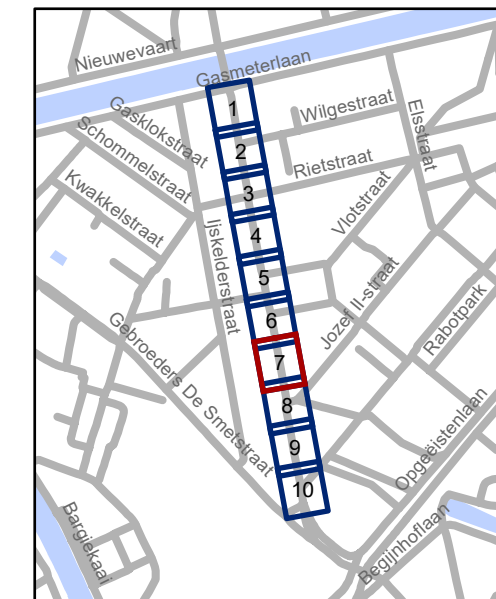 Nieuwevaart
Gasmeterlaan
Gasklokstraat
Wilgestraat
Elsstraat
Schommelstraat
Rietstraat
Kwakkelstraat
Vlotstraat
Ijskelderstraat
Jozef II-straat
Rabotpark
Gebroeders De Smetstraat
Opgeëistenlaan
Begijnhoflaan
Bargiekaai
1
2
3
4
5
6
7
8
9
10